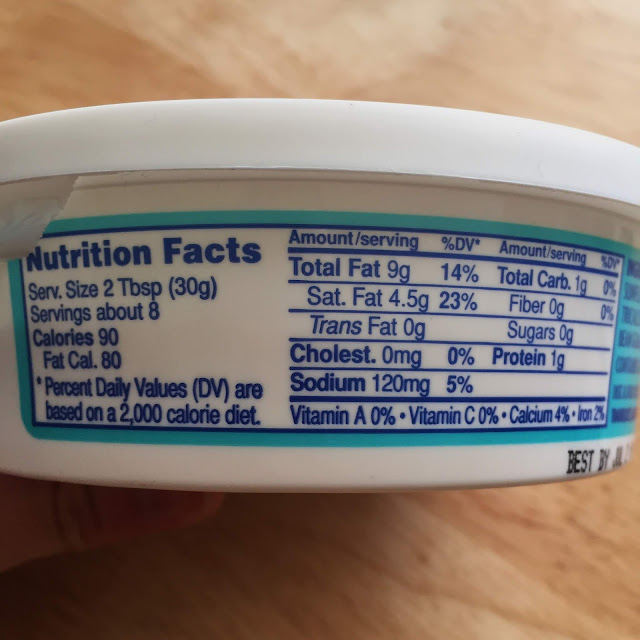 Nutrition Facts
Serv. Size 2 Tbsp (30g)
Servings about 8
Calories 90
Fat Cal. 80
* Percent Daily Values (DV) are
based on a 2,000 calorie diet.
Amount/serving %DV* Amount/serving %DV*
Total Fat 9g 14% Total Carb. 1g 0%
Sat. Fat 4.5g 23% Fiber 0g 0%
Trans Fat 0g Sugars 0g
Cholest. 0mg 0% Protein 1g
Sodium 120mg 5%
Vitamin A 0% • Vitamin C 0% • Calcium 4% • Iron 2%
BEST BY